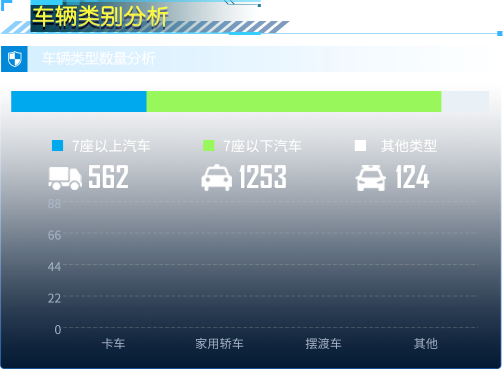 车辆类别分析
车辆类型数量分析
7座以上汽车 7座以下汽车 其他类型
562 1253 124
88
66
44
22
0
卡车 家用轿车 摆渡车 其他